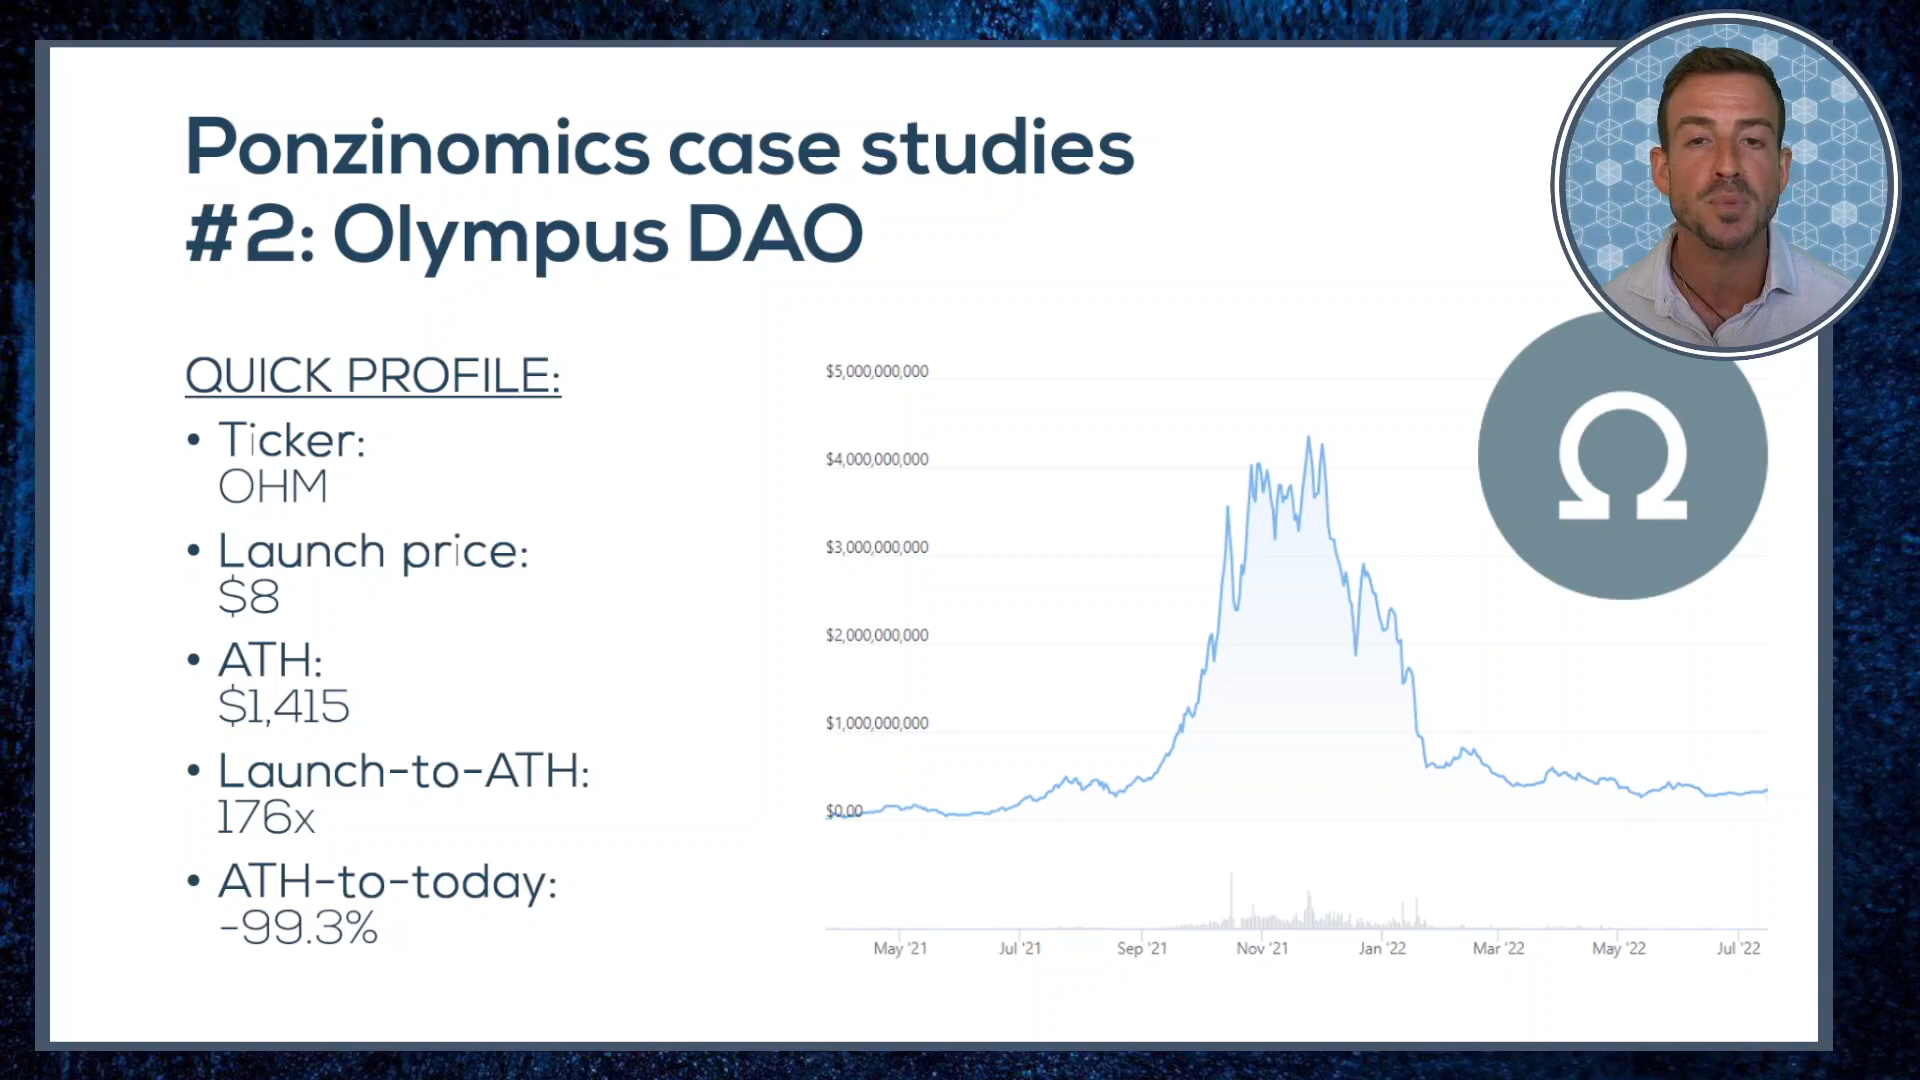 Ponzinomics case studies
#2: Olympus DAO
QUICK PROFILE:
• Ticker:
OHM
• Launch price:
$8
• ATH:
$1,415
• Launch-to-ATH:
176x
• ATH-to-today:
-99.3%
$5,000,000,000
$4,000,000,000
$3,000,000,000
$2,000,000,000
$1,000,000,000
$0.00
May '21 Jul '21 Sep '21 Nov '21 Jan '22 Mar '22 May '22 Jul '22
Ω